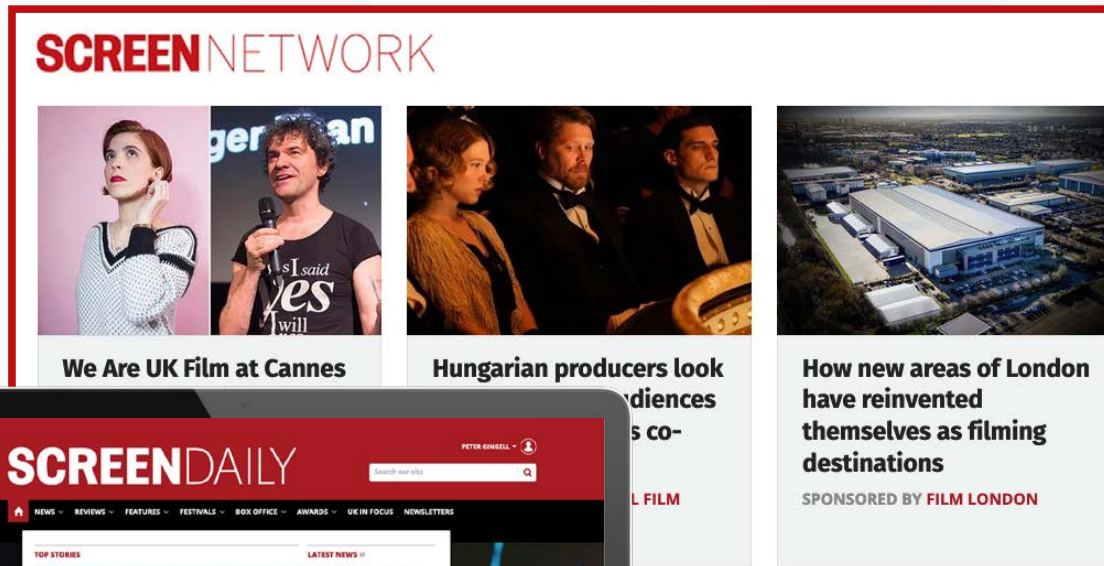 SCREENNETWORK
ger
an
s I said
yes
I will
We Are UK Film at Cannes
Hungarian producers look
diences
s co-
L FILM
How new areas of London
have reinvented
themselves as filming
destinations
SPONSORED BY FILM LONDON
SCREENDAILY
PETER GINGELL
Search our site
NEWS REVIEWS FEATURES FESTIVALS BOX OFFICE AWARDS UK IN FOCUS NEWSLETTERS
TOP STORIES
LATEST NEWS »